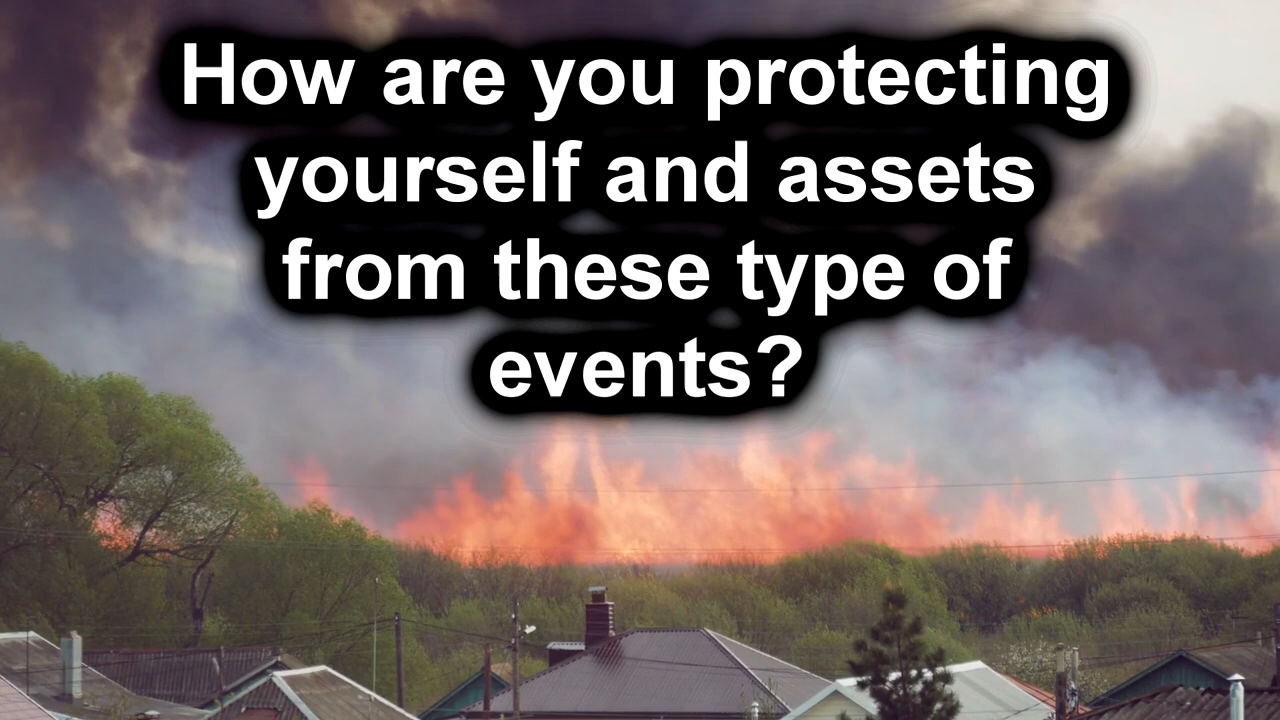 How are you protecting
yourself and assets
from these type of
events?